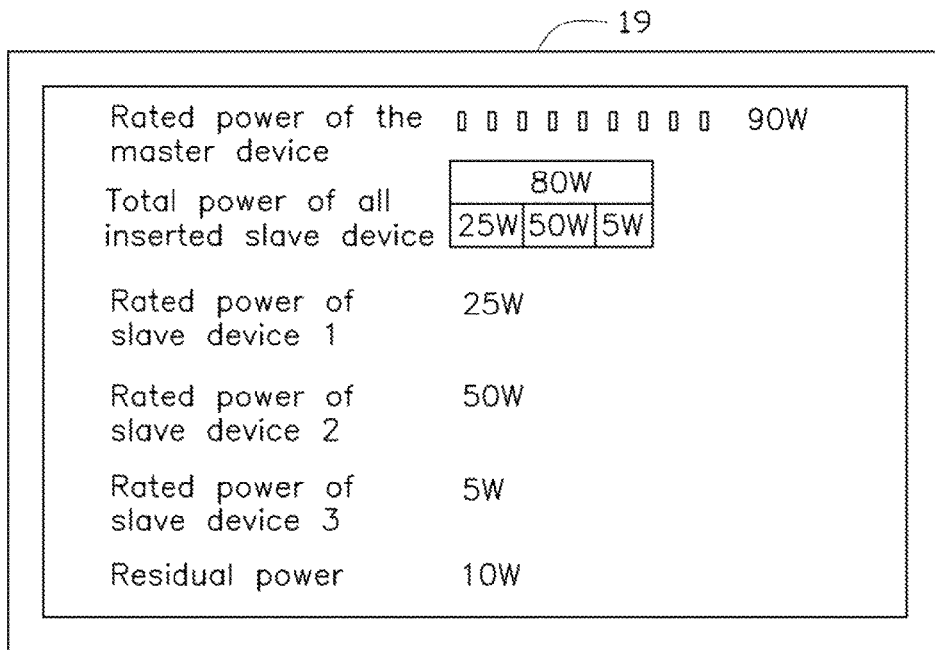 19
Rated power of the
master device
90W
Total power of all
inserted slave device
80W
25W 50W 5W
Rated power of
slave device 1
25W
Rated power of
slave device 2
50W
Rated power of
slave device 3
5W
Residual power
10W